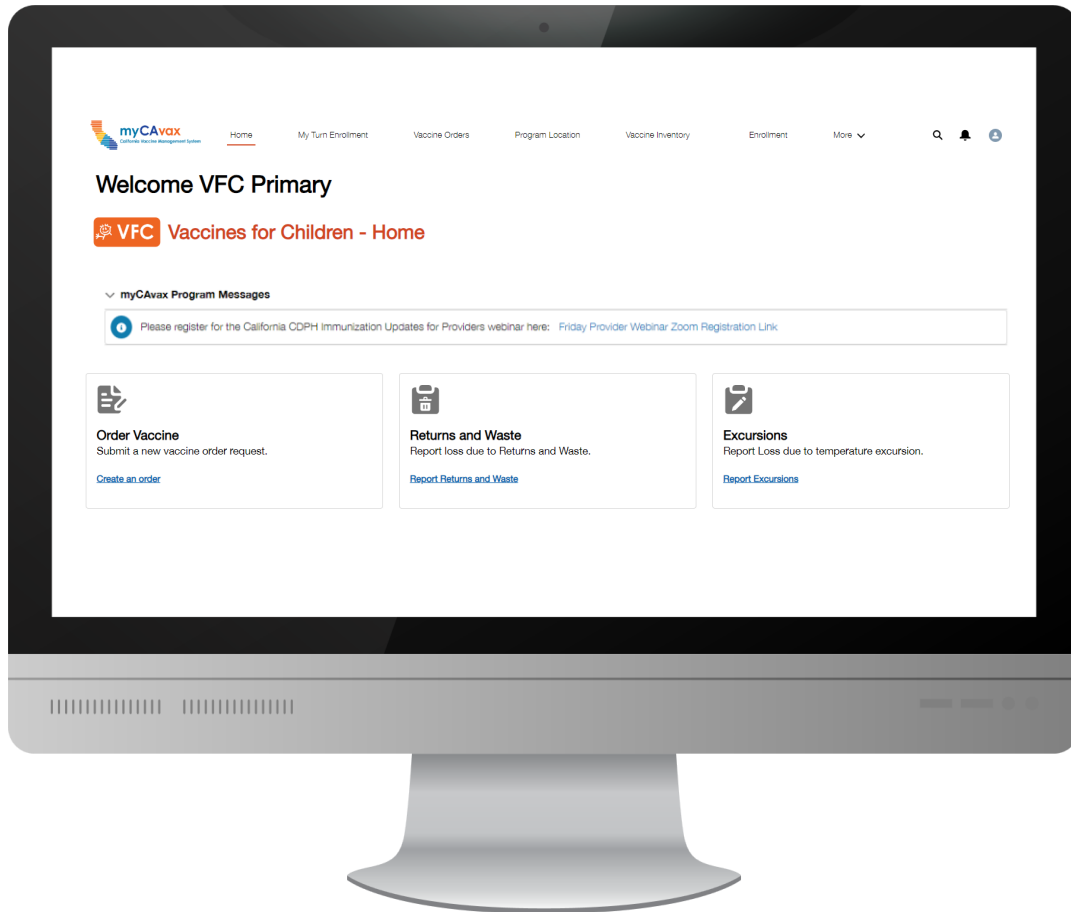 myCAvax
California Vaccine Management System
Home My Turn Enrollment Vaccine Orders Program Location Vaccine Inventory Enrollment More
Welcome VFC Primary
VFC Vaccines for Children - Home
myCAvax Program Messages
Please register for the California CDPH Immunization Updates for Providers webinar here: Friday Provider Webinar Zoom Registration Link
Order Vaccine
Submit a new vaccine order request.
Create an order
Returns and Waste
Report loss due to Returns and Waste.
Report Returns and Waste
Excursions
Report Loss due to temperature excursion.
Report Excursions